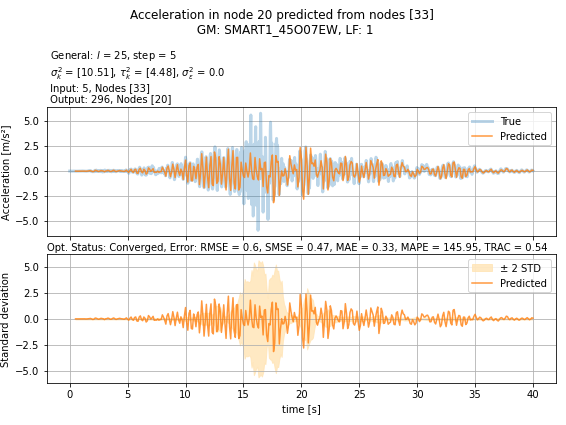 Acceleration in node 20 predicted from nodes [33]
GM: SMART1_45O07EW, LF: 1
General: l = 25, step = 5
σ²ₖ = [10.51], τ²ₖ = [4.48], σ²ε = 0.0
Input: 5, Nodes [33]
Output: 296, Nodes [20]
Acceleration [m/s²]
5.0
2.5
0.0
−2.5
−5.0
True
Predicted
Opt. Status: Converged, Error: RMSE = 0.6, SMSE = 0.47, MAE = 0.33, MAPE = 145.95, TRAC = 0.54
Standard deviation
5.0
2.5
0.0
−2.5
−5.0
± 2 STD
Predicted
0 5 10 15 20 25 30 35 40
time [s]